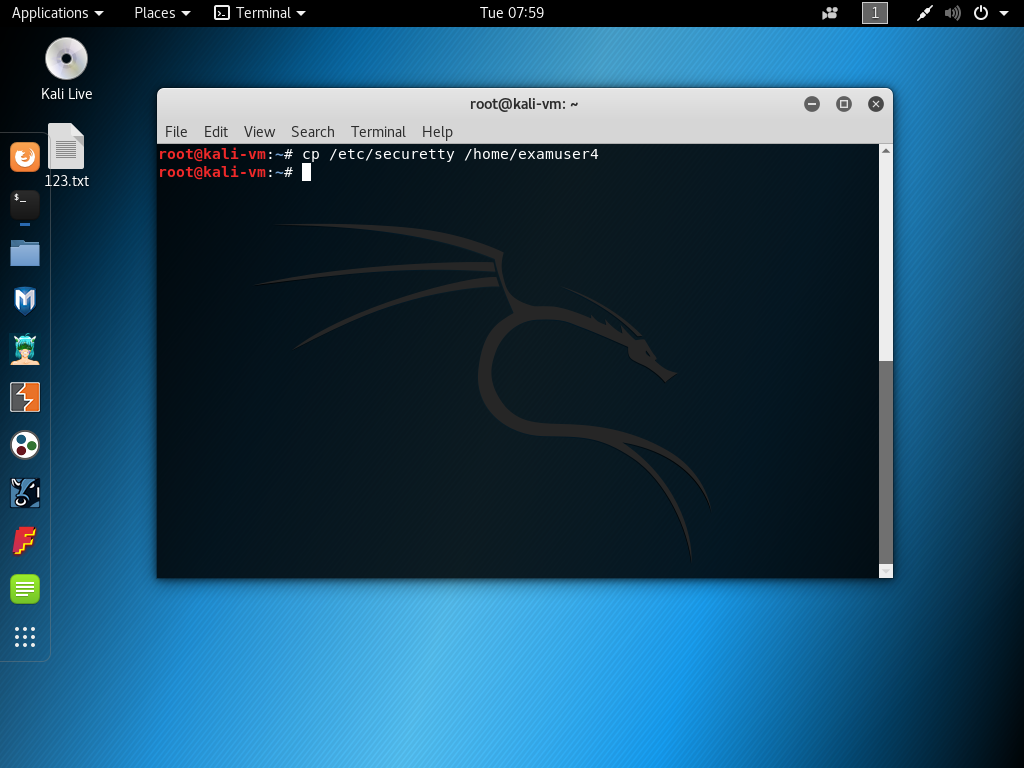 Applications Places Terminal Tue 07:59 1
Kali Live
123.txt
root@kali-vm: ~
File Edit View Search Terminal Help
root@kali-vm:~# cp /etc/securetty /home/examuser4
root@kali-vm:~#
$_